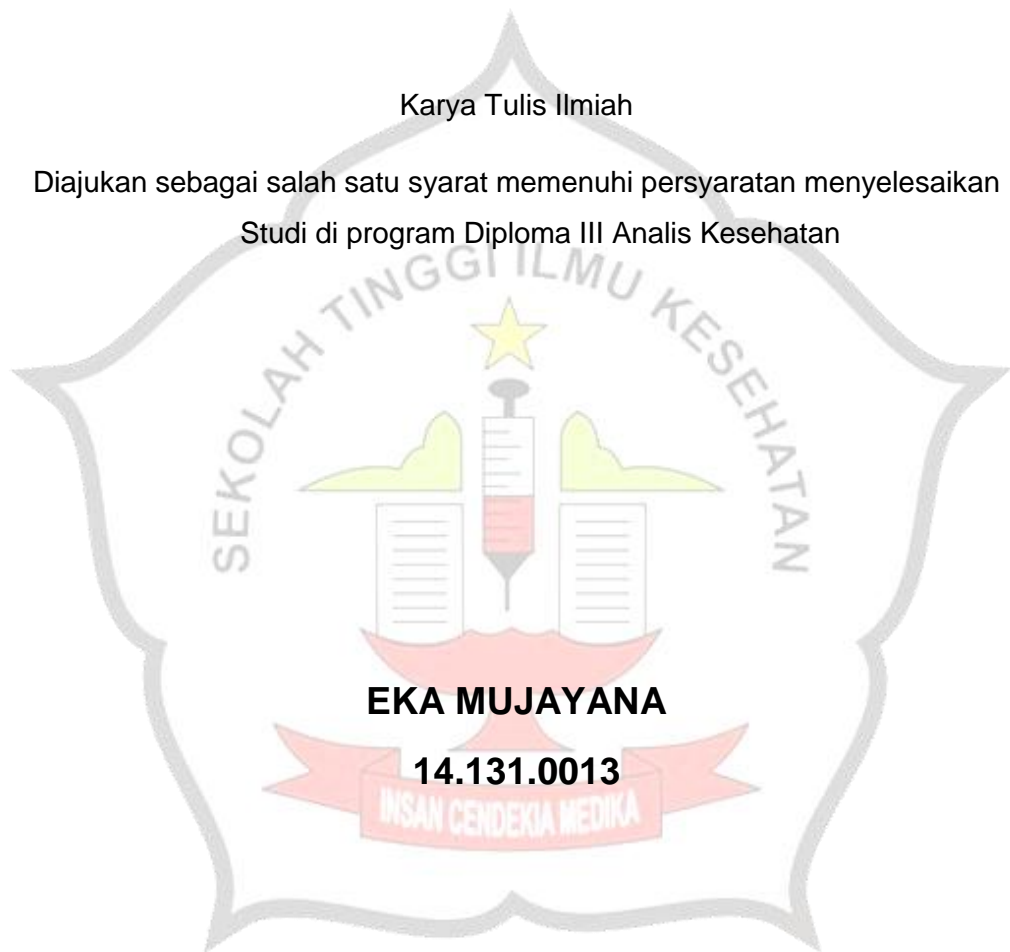 Karya Tulis Ilmiah
Diajukan sebagai salah satu syarat memenuhi persyaratan menyelesaikan
Studi di program Diploma III Analis Kesehatan
SEKOLAH TINGGI ILMU KESEHATAN
EKA MUJAYANA
14.131.0013
INSAN CENDEKIA MEDIKA